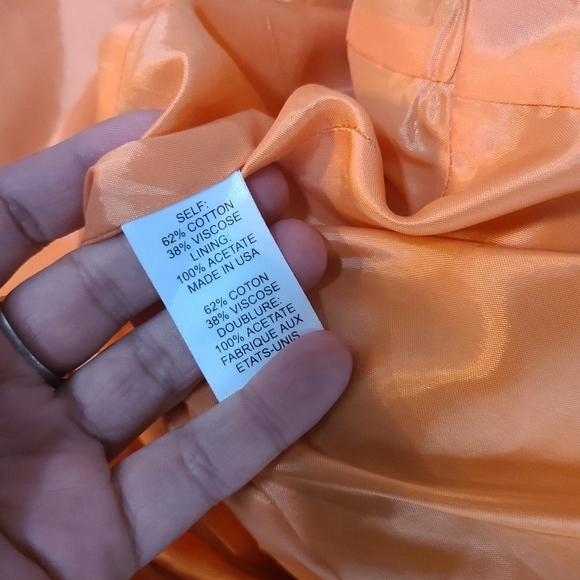 SELF:
62% COTTON
38% VISCOSE
LINING:
100% ACETATE
MADE IN USA
62% COTON
38% VISCOSE
DOUBLURE:
100% ACETATE
FABRIQUE AUX
ETATS-UNIS